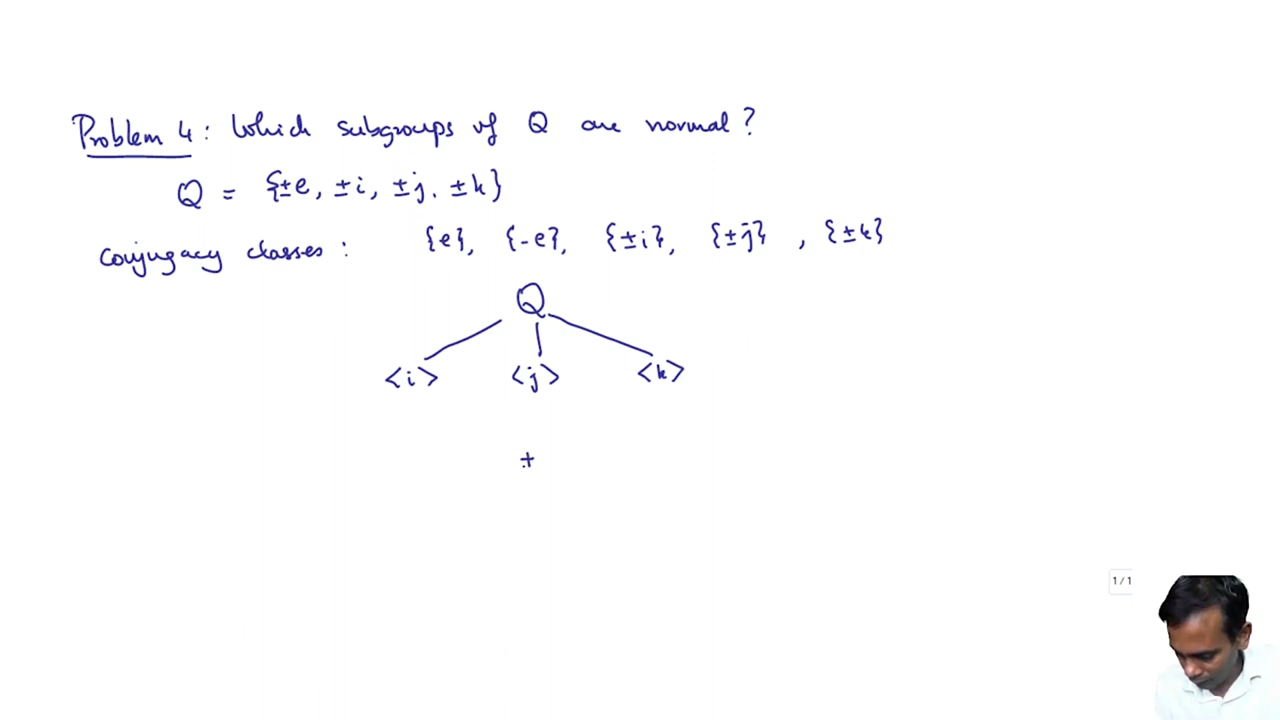 Problem 4: Which subgroups of Q are normal?
Q = {±e, ±i, ±j, ±k}
Conjugacy classes: {e}, {-e}, {±i}, {±j}, {±k}
Q
<i> <j> <k>
+
1/1